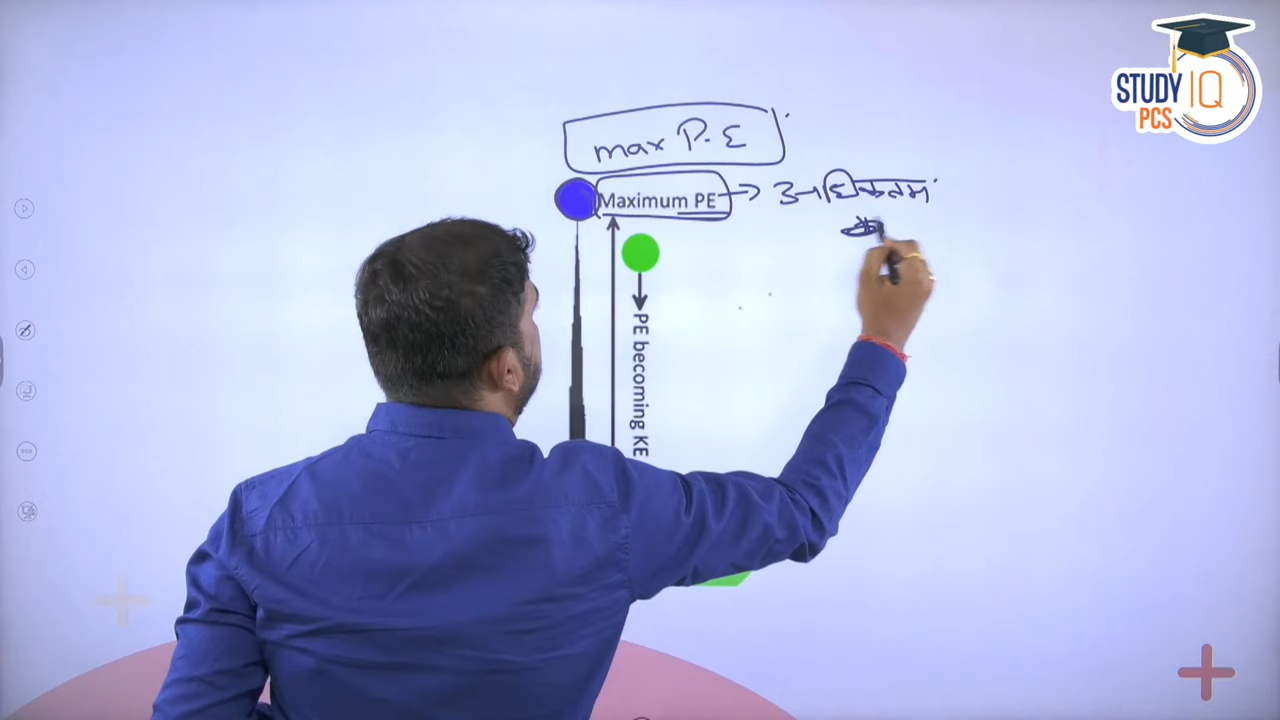 STUDY IQ
PCS
max P.E
Maximum PE → अधिकतम
PE becoming KE